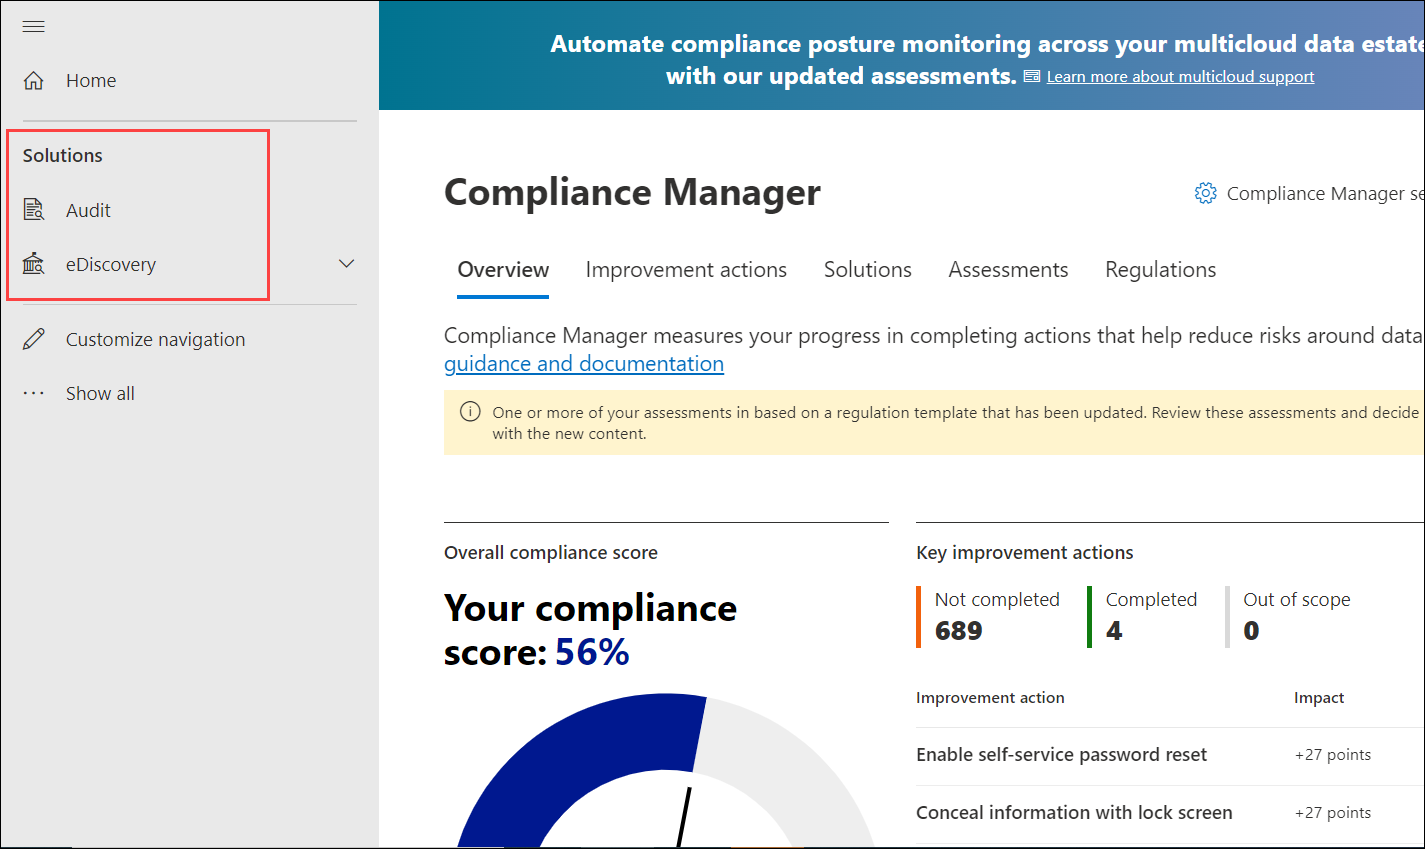 Home
Solutions
Audit
eDiscovery
Customize navigation
Show all
Automate compliance posture monitoring across your multicloud data estate
with our updated assessments. Learn more about multicloud support
Compliance Manager
Compliance Manager se
Overview Improvement actions Solutions Assessments Regulations
Compliance Manager measures your progress in completing actions that help reduce risks around data
guidance and documentation
One or more of your assessments in based on a regulation template that has been updated. Review these assessments and decide
with the new content.
Overall compliance score
Your compliance
score: 56%
Key improvement actions
Not completed Completed Out of scope
689 4 0
Improvement action Impact
Enable self-service password reset +27 points
Conceal information with lock screen +27 points